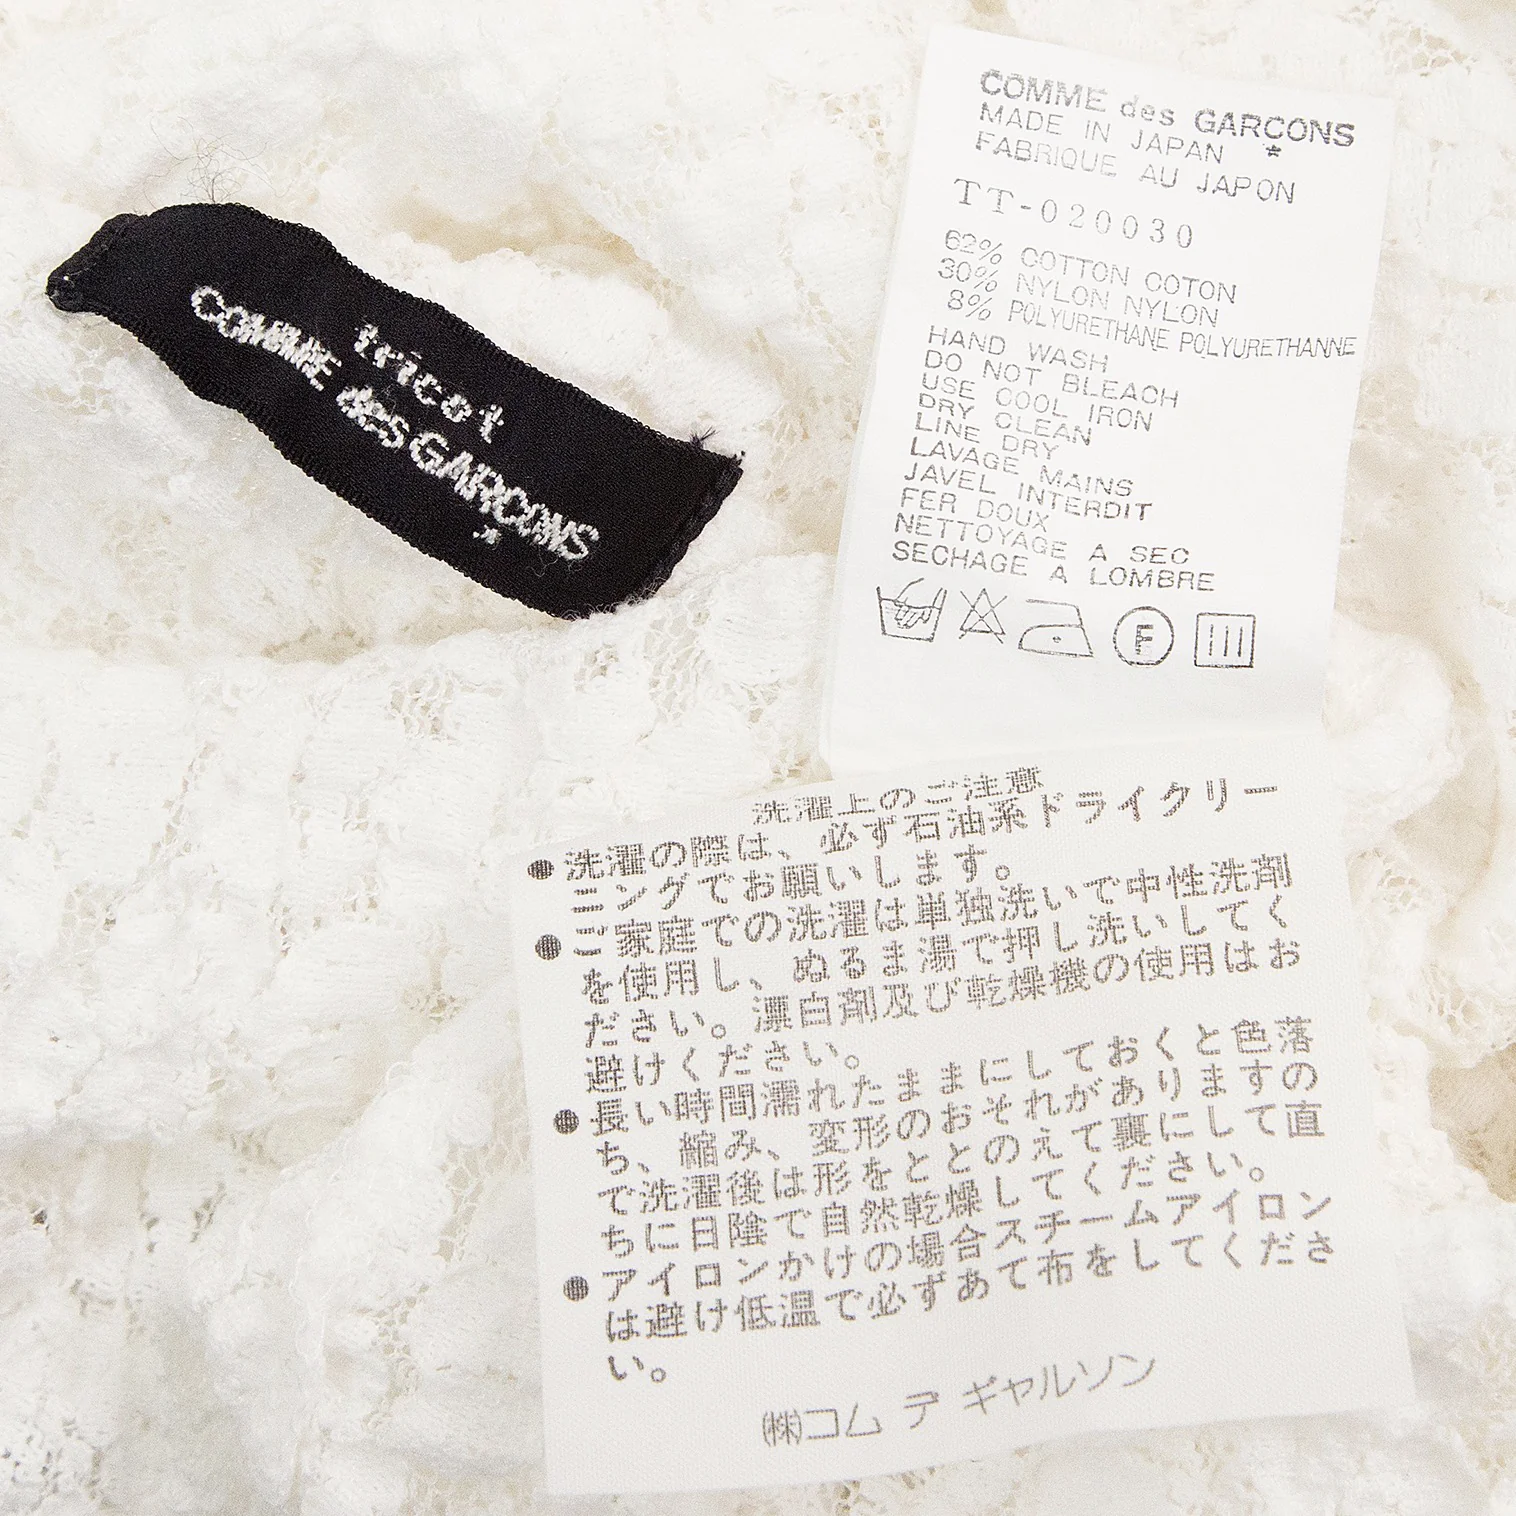 tricot
COMME des GARCONS
COMME des GARCONS
MADE IN JAPAN
FABRIQUE AU JAPON
TT-020030
62% COTTON COTON
30% NYLON NYLON
8% POLYURETHANE POLYURETHANNE
HAND WASH
DO NOT BLEACH
USE COOL IRON
DRY CLEAN
LINE DRY
LAVAGE MAINS
JAVEL INTERDIT
FER DOUX
NETTOYAGE A SEC
SECHAGE A LOMBRE
F
洗濯上のご注意
●洗濯の際は、必ず石油系ドライクリー
ニングでお願いします。
●ご家庭での洗濯は単独洗いで中性洗剤
を使用し、ぬるま湯で押し洗いしてく
ださい。漂白剤及び乾燥機の使用はお
避けください。
●長い時間濡れたままにしておくと色落
ち、縮み、変形のおそれがありますの
で洗濯後は形をととのえて裏にして直
ちに日陰で自然乾燥してください。
●アイロンかけの場合スチームアイロン
は避け低温で必ずあて布をしてくださ
い。
㈱コム デ ギャルソン